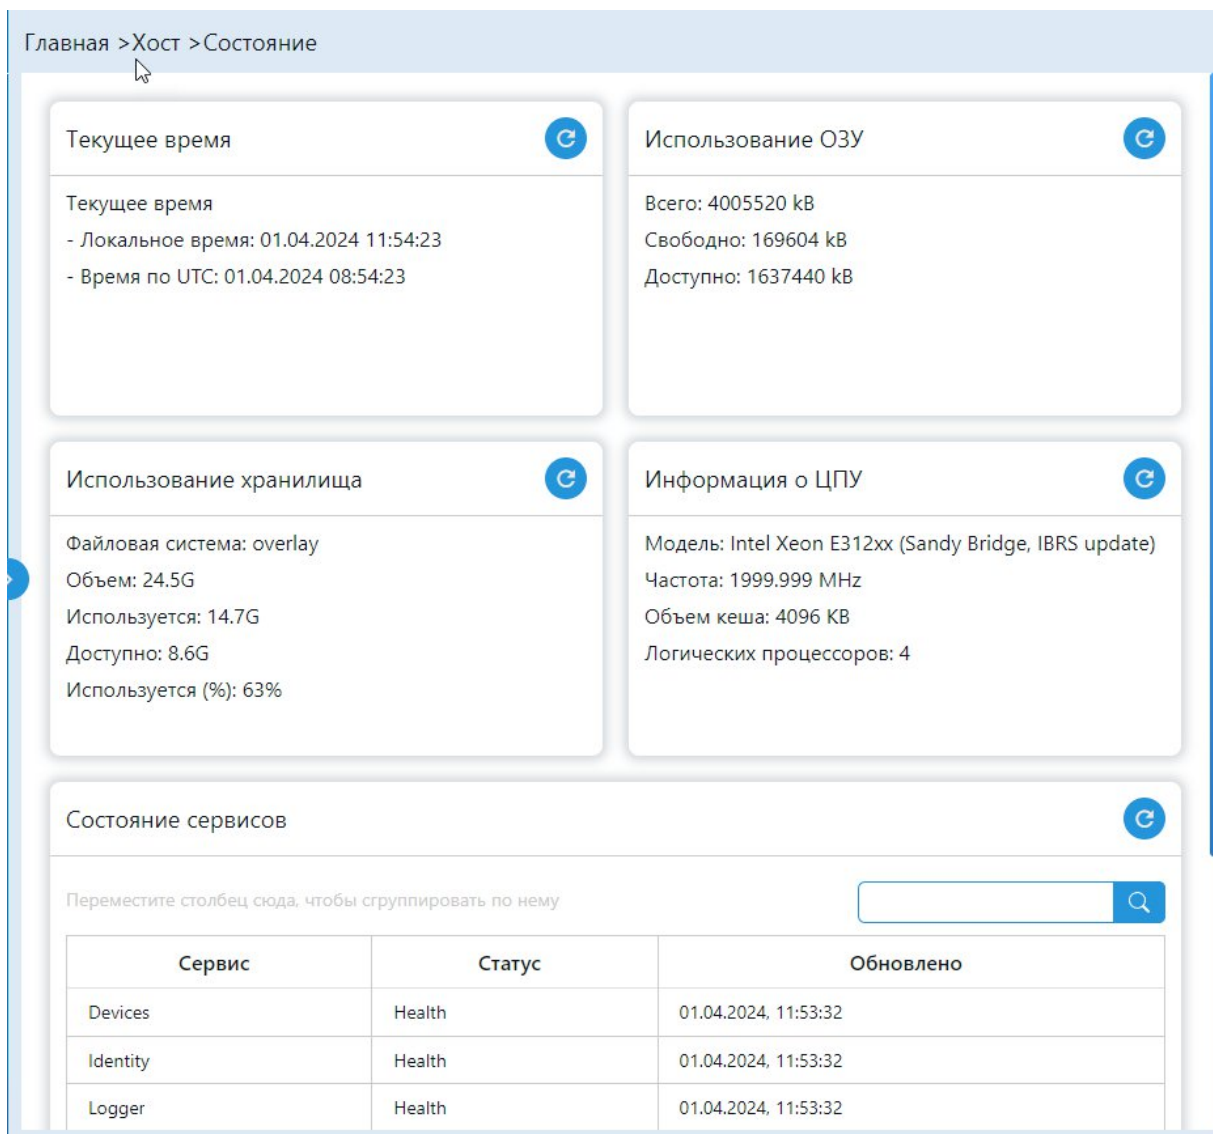 Главная >Хост >Состояние
Текущее время
Текущее время
- Локальное время: 01.04.2024 11:54:23
- Время по UTC: 01.04.2024 08:54:23
Использование ОЗУ
Всего: 4005520 kB
Свободно: 169604 kB
Доступно: 1637440 kB
Использование хранилища
Файловая система: overlay
Объем: 24.5G
Используется: 14.7G
Доступно: 8.6G
Используется (%): 63%
Информация о ЦПУ
Модель: Intel Xeon E312xx (Sandy Bridge, IBRS update)
Частота: 1999.999 MHz
Объем кеша: 4096 KB
Логических процессоров: 4
Состояние сервисов
Переместите столбец сюда, чтобы сгруппировать по нему
Сервис Статус Обновлено
Devices Health 01.04.2024, 11:53:32
Identity Health 01.04.2024, 11:53:32
Logger Health 01.04.2024, 11:53:32